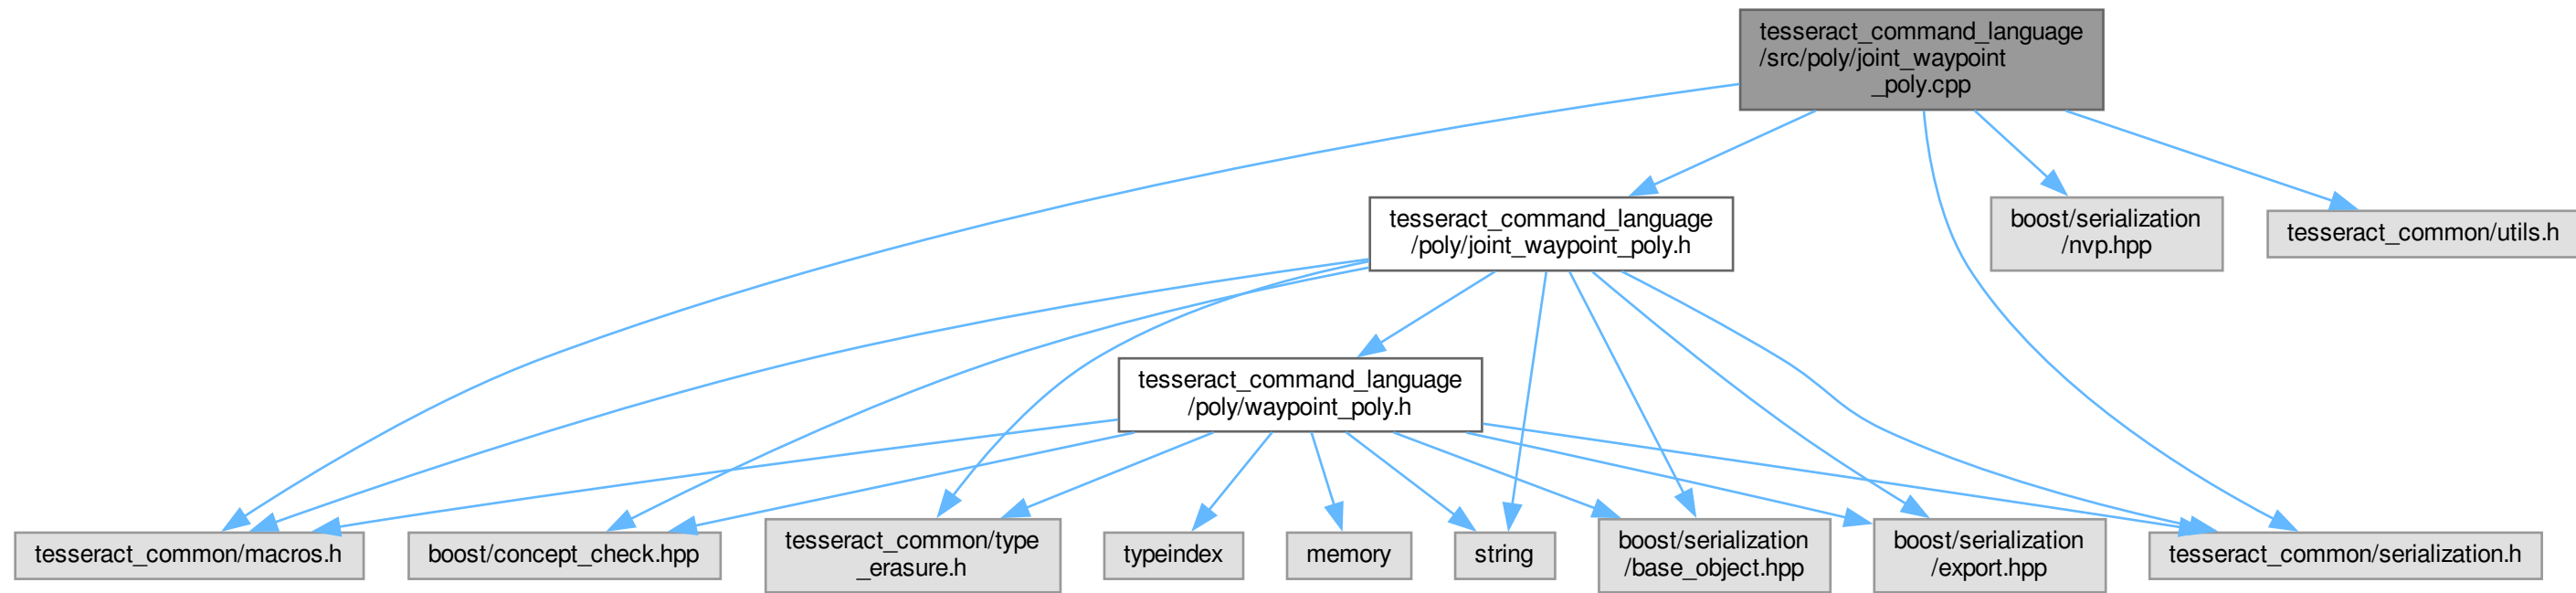 tesseract_command_language
/src/poly/joint_waypoint
_poly.cpp
tesseract_command_language
/poly/joint_waypoint_poly.h
boost/serialization
/nvp.hpp
tesseract_common/utils.h
tesseract_command_language
/poly/waypoint_poly.h
tesseract_common/macros.h
boost/concept_check.hpp
tesseract_common/type
_erasure.h
typeindex
memory
string
boost/serialization
/base_object.hpp
boost/serialization
/export.hpp
tesseract_common/serialization.h